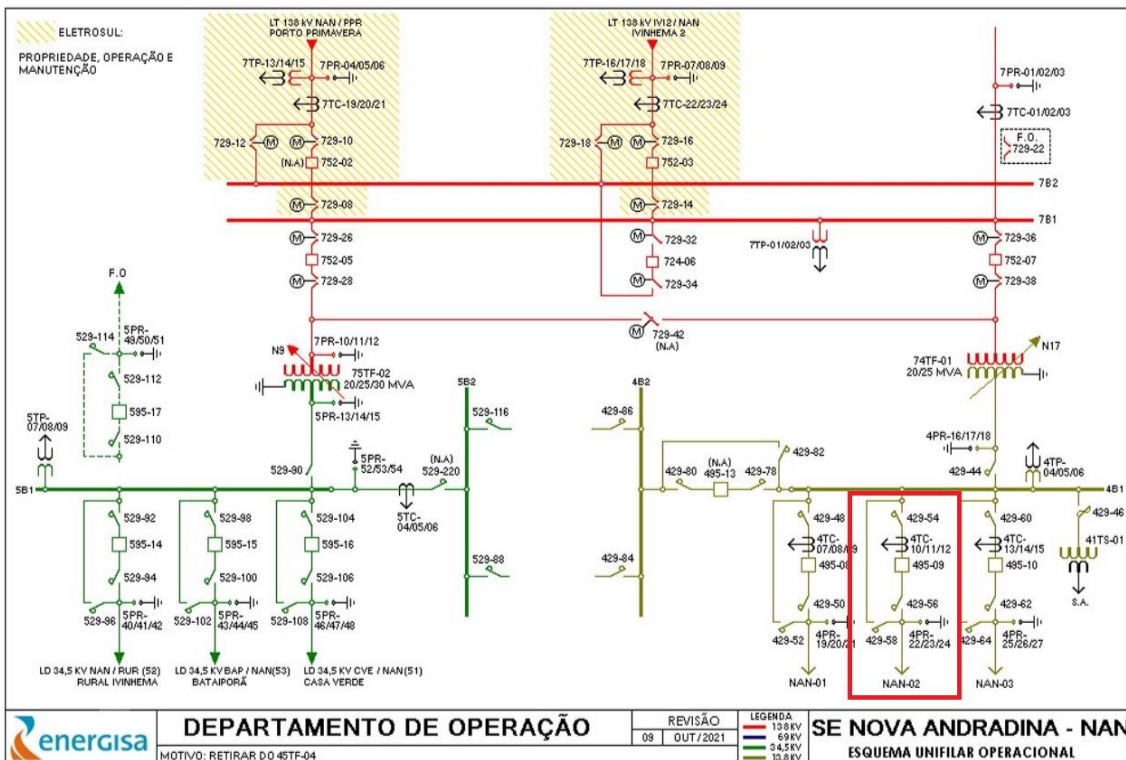 ELETROSUL:
PROPRIEDADE, OPERAÇÃO E
MANUTENÇÃO
LT 138 kV NAN / PPR
PORTO PRIMAVERA
LT 138 kV IVI2 / NAN
IVINHEMA 2
7TP-13/14/15
7PR-04/05/06
7TP-16/17/18
7PR-07/08/09
7PR-01/02/03
7TC-19/20/21
7TC-22/23/24
7TC-01/02/03
729-12
M
M
729-10
729-18
M
M
729-16
F.O.
729-22
(N.A)
752-02
752-03
7B2
M
729-08
M
729-14
7B1
M
729-26
M
729-32
7TP-01/02/03
M
729-36
752-05
724-06
752-07
M
729-28
M
729-34
M
729-38
F.O
M
729-42
(N.A)
529-114
5PR-
49/50/51
N9
7PR-10/11/12
75TF-02
20/25/30 MVA
N17
74TF-01
20/25 MVA
529-112
5PR-13/14/15
5B2
4B2
595-17
529-116
429-86
5TP-
07/08/09
529-110
4PR-16/17/18
429-82
529-90
5PR-
52/53/54
(N.A)
529-220
429-80
(N.A)
495-13
429-78
429-44
4TP-
04/05/06
5B1
4B1
5TC-
04/05/06
529-92
529-98
529-104
429-48
429-54
429-60
429-46
595-14
595-15
595-16
4TC-
07/08/09
4TC-
10/11/12
4TC-
13/14/15
41TS-01
529-94
529-100
529-106
529-88
429-84
495-08
495-09
495-10
S.A.
429-50
429-56
429-62
529-96
5PR-
40/41/42
529-102
5PR-
43/44/45
529-108
5PR-
46/47/48
429-52
4PR-
19/20/21
429-58
4PR-
22/23/24
429-64
4PR-
25/26/27
LD 34,5 KV NAN / RUR (52)
RURAL IVINHEMA
LD 34,5 KV BAP / NAN(53)
BATAIPORÃ
LD 34,5 KV CVE / NAN(51)
CASA VERDE
NAN-01
NAN-02
NAN-03
energisa
DEPARTAMENTO DE OPERAÇÃO
MOTIVO: RETIRAR DO 45TF-04
REVISÃO
09
OUT/2021
LEGENDA
138KV
69KV
34,5KV
13,8KV
SE NOVA ANDRADINA - NAN
ESQUEMA UNIFILAR OPERACIONAL